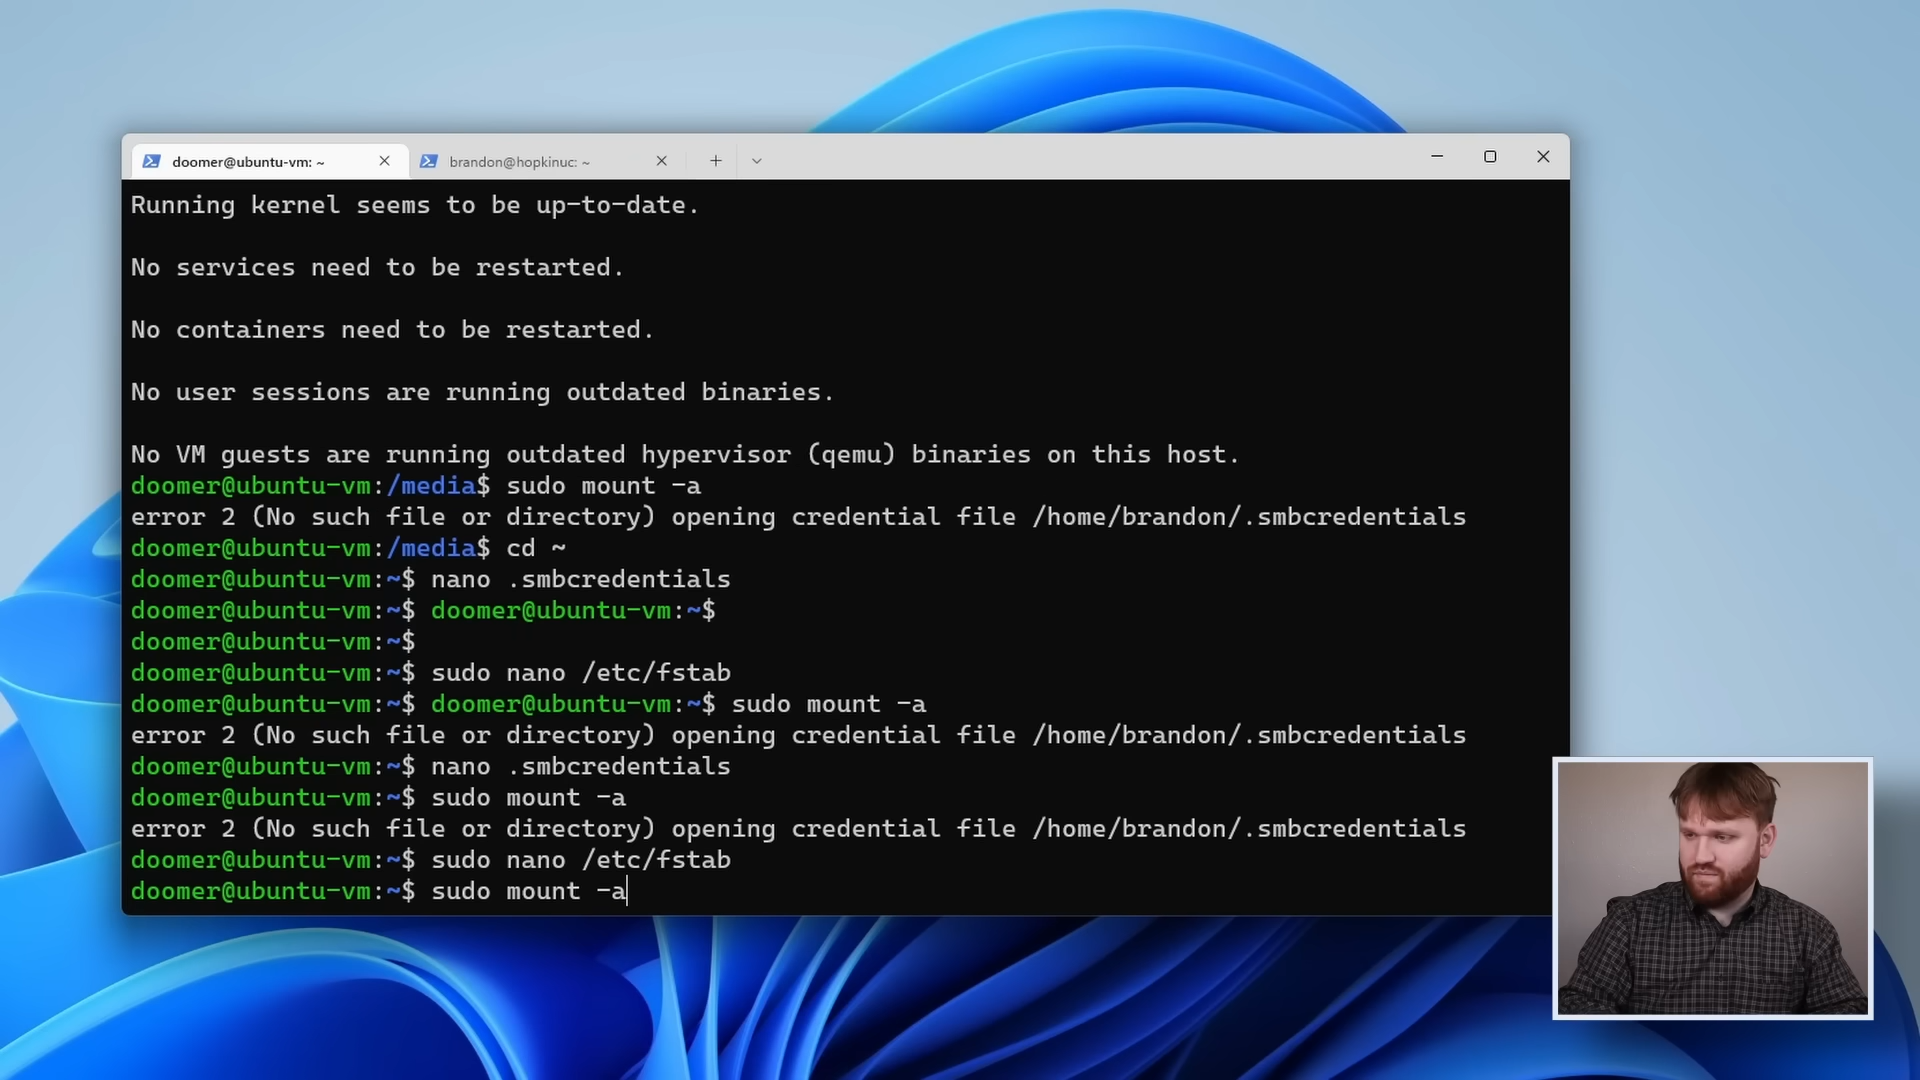 doomer@ubuntu-vm: ~
brandon@hopkinuc: ~
Running kernel seems to be up-to-date.
No services need to be restarted.
No containers need to be restarted.
No user sessions are running outdated binaries.
No VM guests are running outdated hypervisor (qemu) binaries on this host.
doomer@ubuntu-vm:/media$ sudo mount -a
error 2 (No such file or directory) opening credential file /home/brandon/.smbcredentials
doomer@ubuntu-vm:/media$ cd ~
doomer@ubuntu-vm:~$ nano .smbcredentials
doomer@ubuntu-vm:~$ doomer@ubuntu-vm:~$
doomer@ubuntu-vm:~$
doomer@ubuntu-vm:~$ sudo nano /etc/fstab
doomer@ubuntu-vm:~$ doomer@ubuntu-vm:~$ sudo mount -a
error 2 (No such file or directory) opening credential file /home/brandon/.smbcredentials
doomer@ubuntu-vm:~$ nano .smbcredentials
doomer@ubuntu-vm:~$ sudo mount -a
error 2 (No such file or directory) opening credential file /home/brandon/.smbcredentials
doomer@ubuntu-vm:~$ sudo nano /etc/fstab
doomer@ubuntu-vm:~$ sudo mount -a